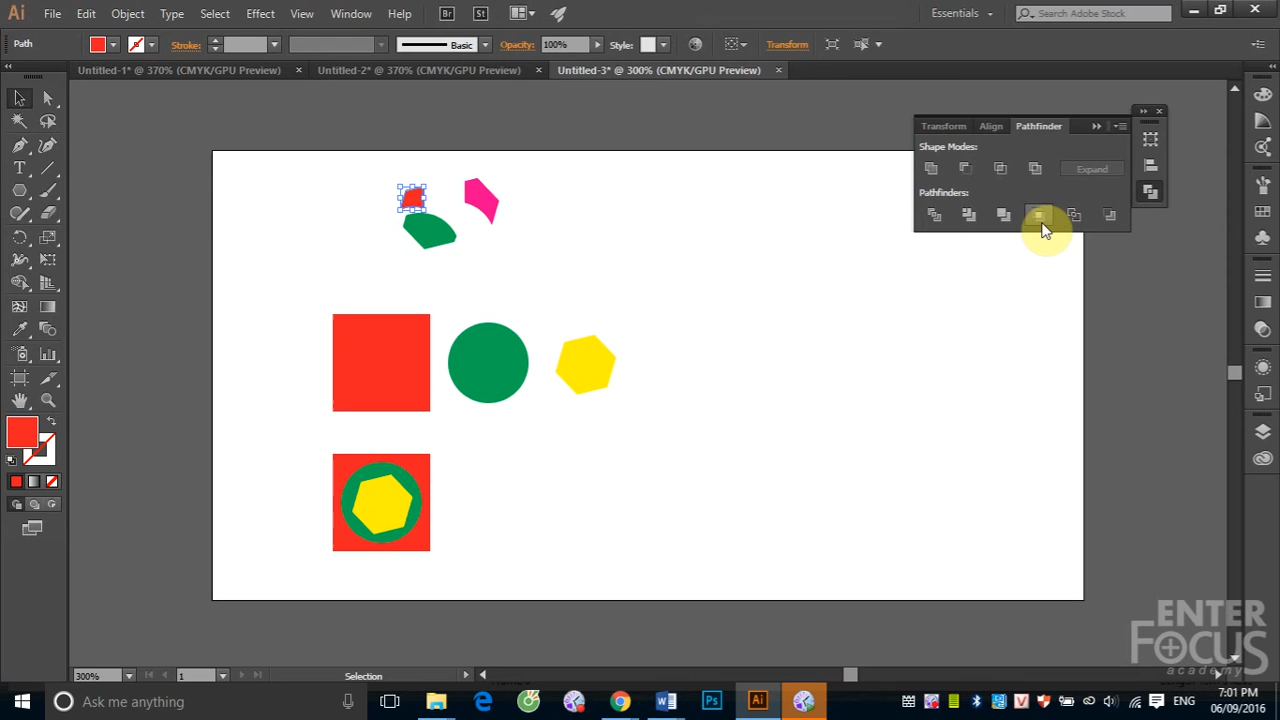 Ai File Edit Object Type Select Effect View Window Help Br St Essentials Search Adobe Stock
Path Stroke: Basic Opacity: 100% Style: Transform
Untitled-1* @ 370% (CMYK/GPU Preview) × Untitled-2* @ 370% (CMYK/GPU Preview) × Untitled-3* @ 300% (CMYK/GPU Preview) ×
Transform Align Pathfinder
Shape Modes:
Expand
Pathfinders:
ENTER
FOCUS
academy
300% 1 Selection
Ask me anything
Ps Ai
ENG
7:01 PM
06/09/2016